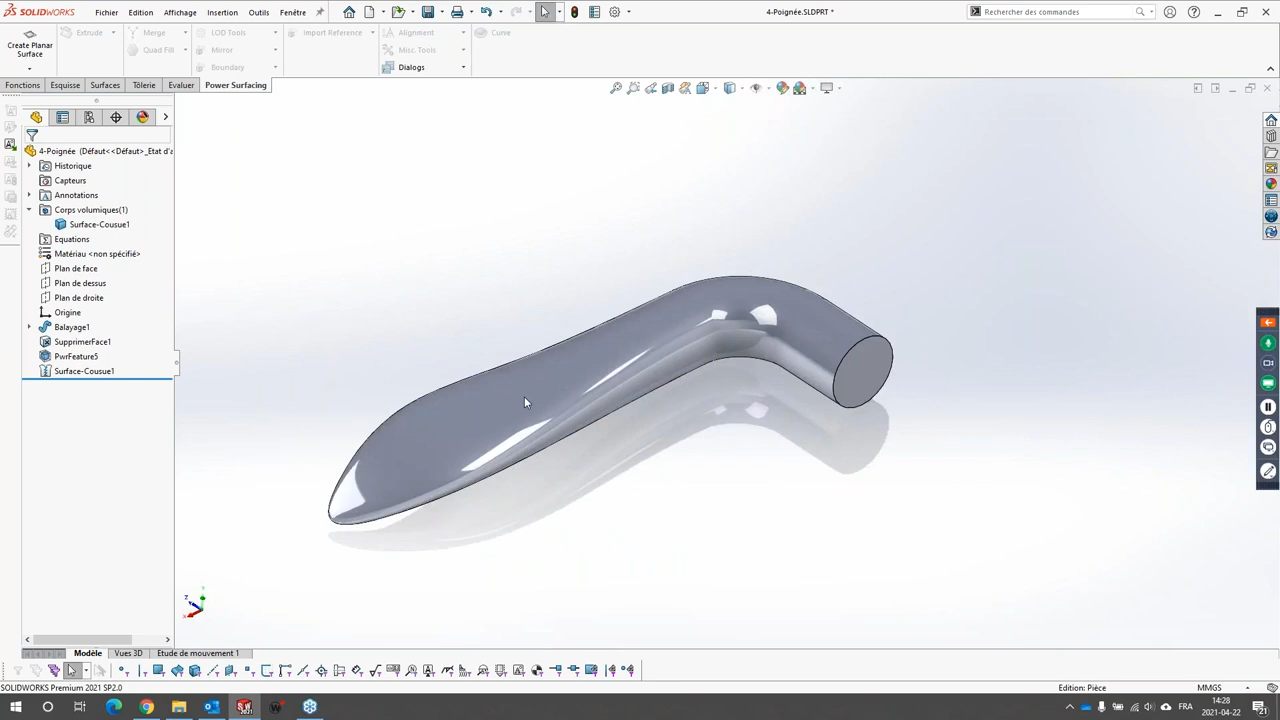 SOLIDWORKS Fichier Edition Affichage Insertion Outils Fenêtre 4-Poignée.SLDPRT * Rechercher des commandes
Create Planar Surface
Extrude Merge LOD Tools Import Reference Alignment Curve
Quad Fill Mirror Misc. Tools
Boundary Dialogs
Fonctions Esquisse Surfaces Tôlerie Evaluer Power Surfacing
4-Poignée (Défaut<<Défaut>_Etat d'a
Historique
Capteurs
Annotations
Corps volumiques(1)
Surface-Cousue1
Equations
Matériau <non spécifié>
Plan de face
Plan de dessus
Plan de droite
Origine
Balayage1
SupprimerFace1
PwrFeature5
Surface-Cousue1
Modèle Vues 3D Etude de mouvement 1
SOLIDWORKS Premium 2021 SP2.0 Edition: Pièce MMGS
FRA 14:28
2021-04-22